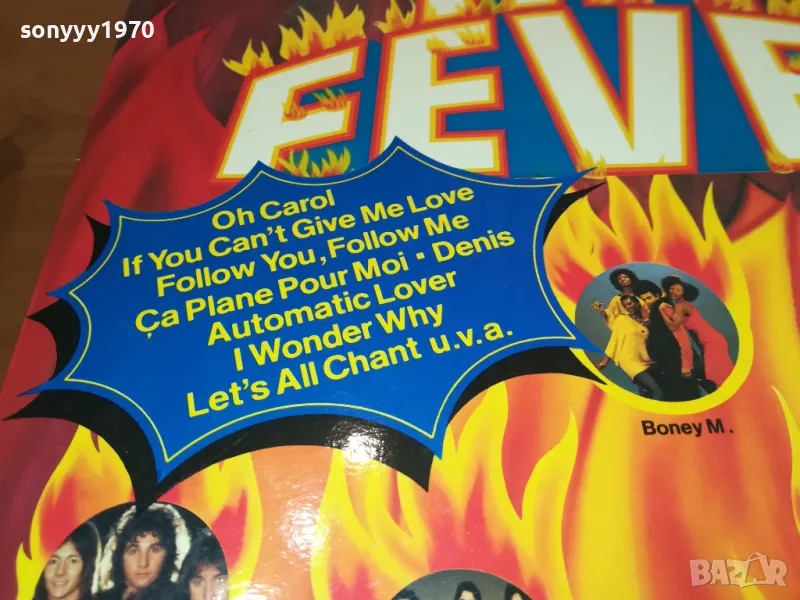 sonyyy1970
FEVE
Oh Carol
If You Can't Give Me Love
Follow You, Follow Me
Ça Plane Pour Moi · Denis
Automatic Lover
I Wonder Why
Let's All Chant u.v.a.
Boney M.
BAZAR